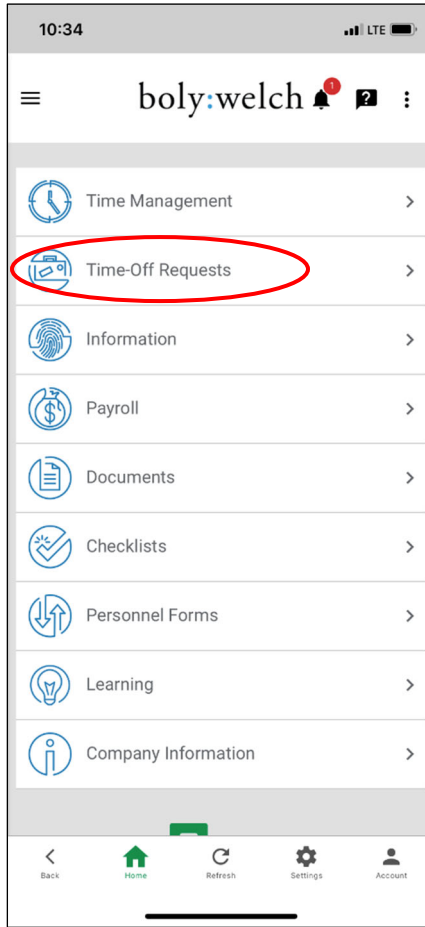 10:34 LTE
boly:welch 1 ?
Time Management
Time-Off Requests
Information
$ Payroll
Documents
Checklists
Personnel Forms
Learning
i Company Information
Back Home Refresh Settings Account